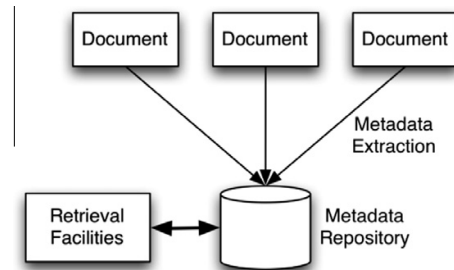 Document
Document
Document
Metadata
Extraction
Retrieval
Facilities
Metadata
Repository